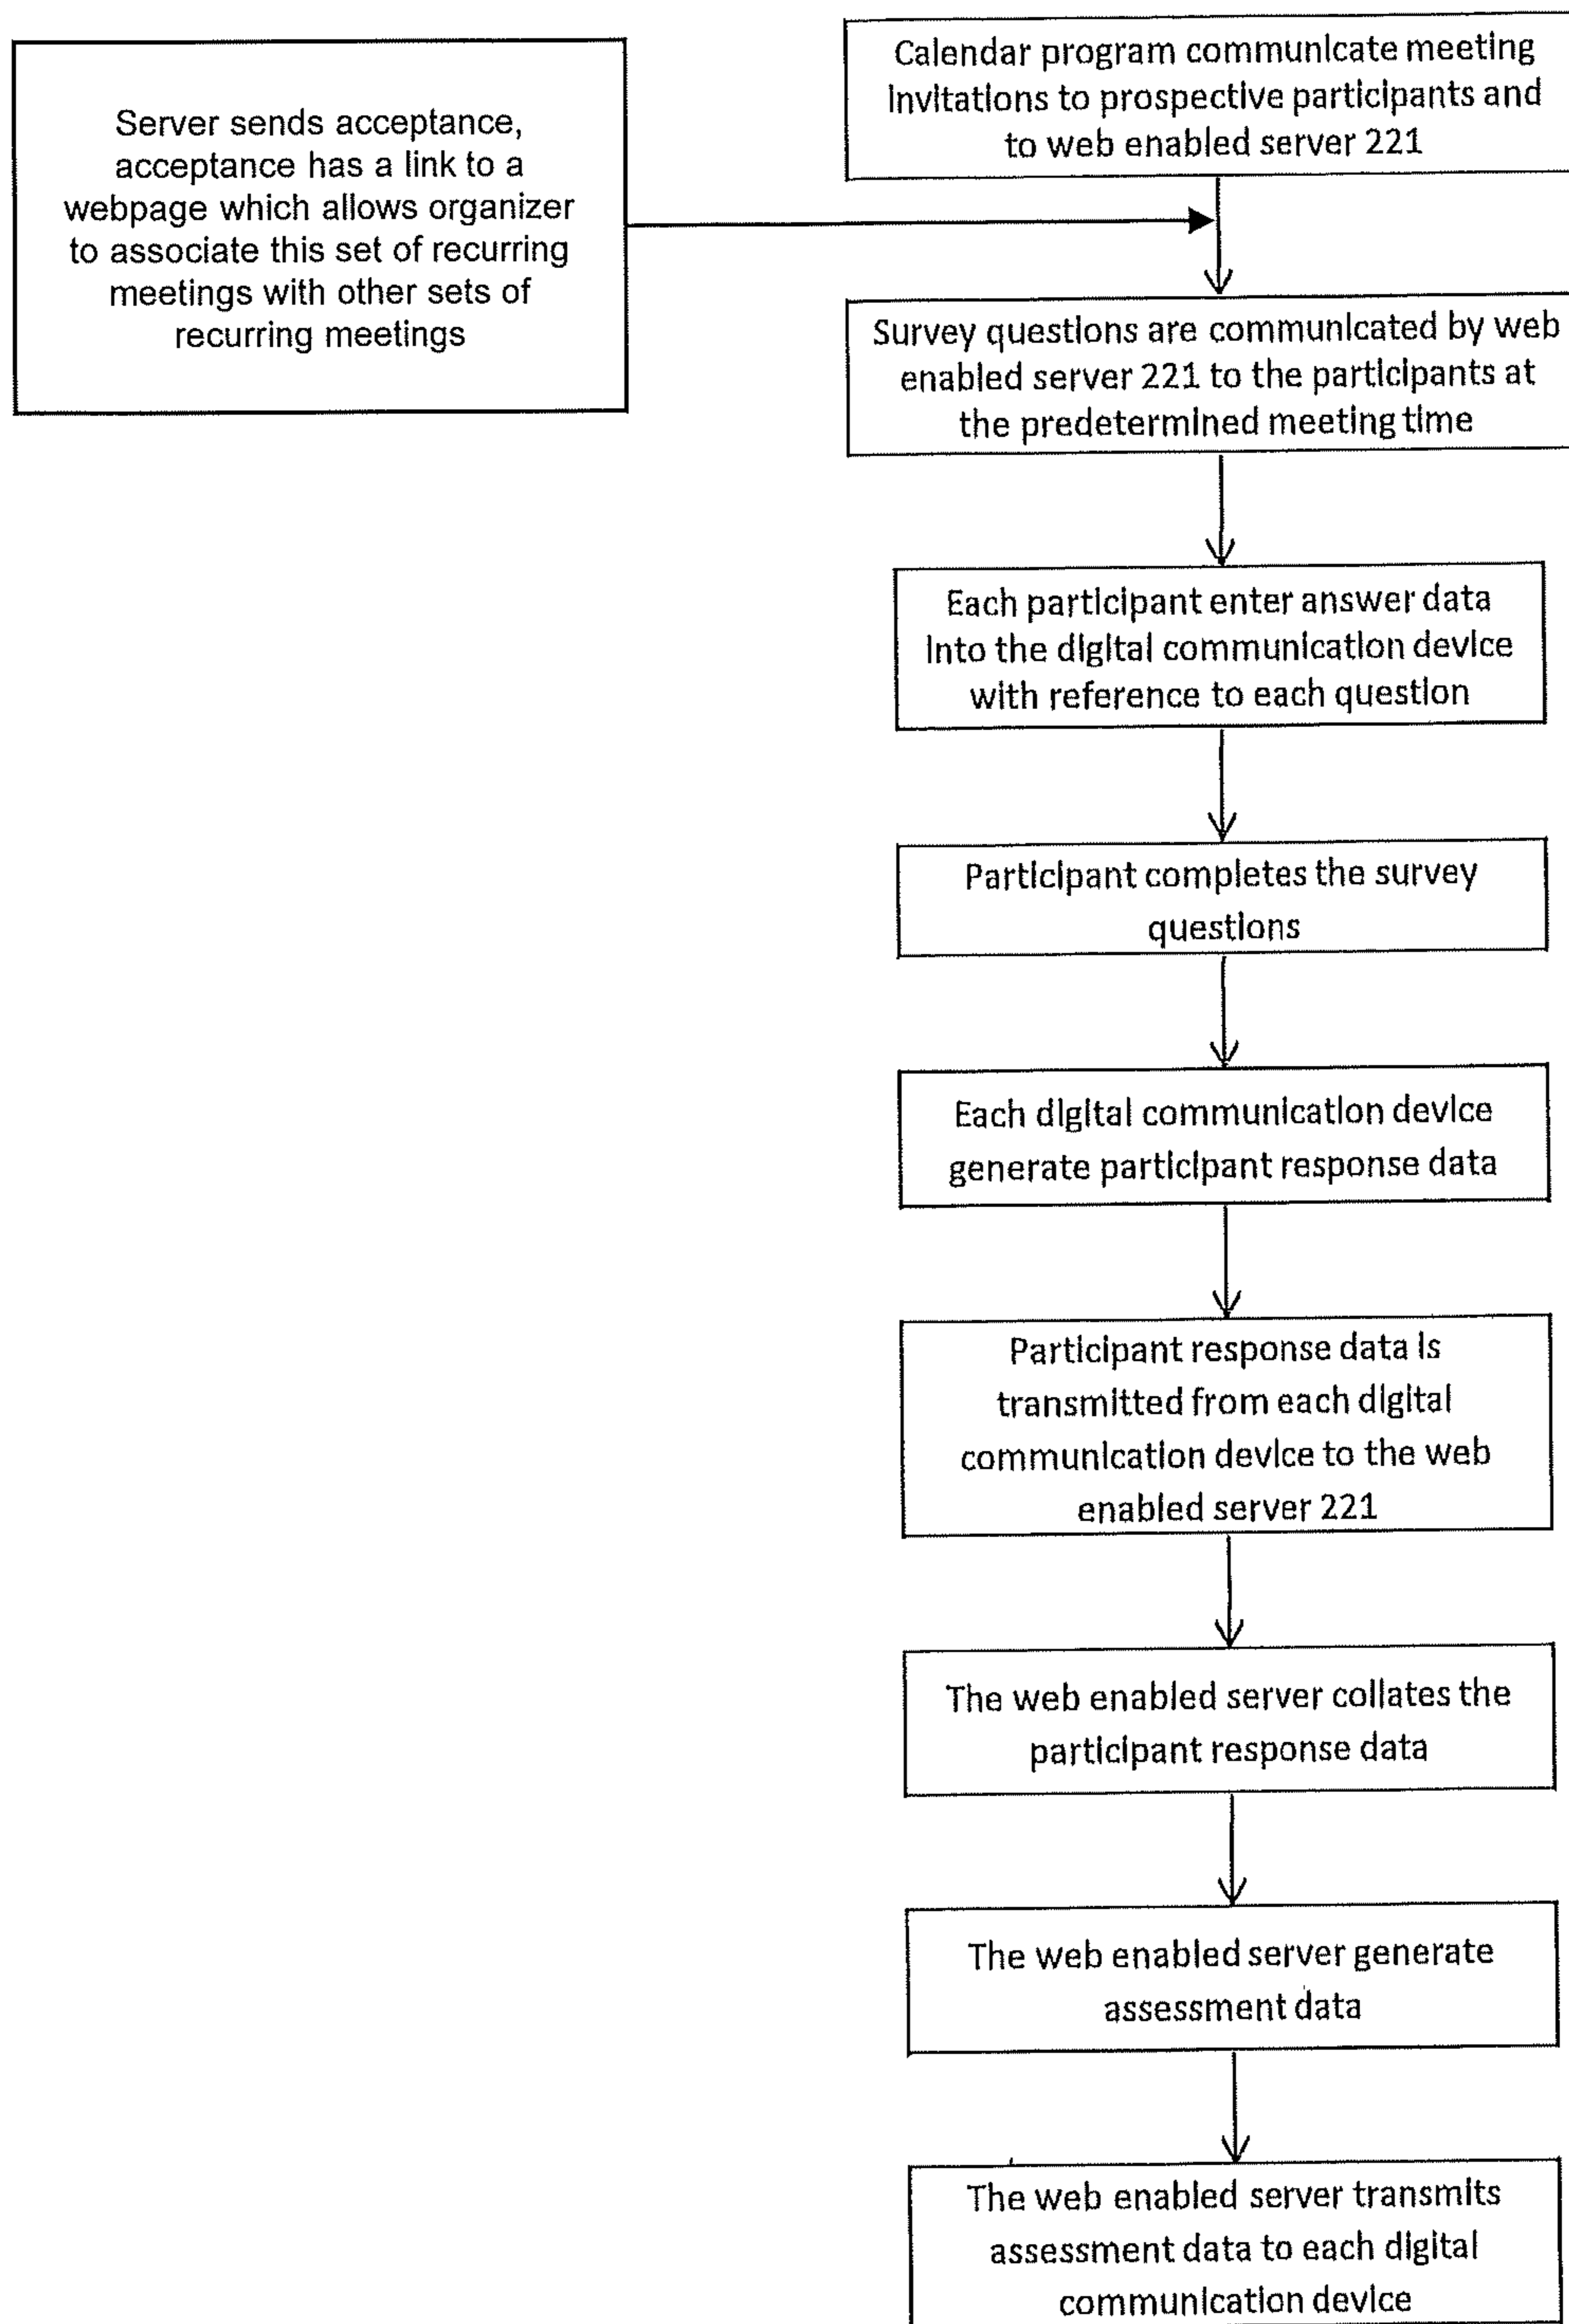 Server sends acceptance,
acceptance has a link to a
webpage which allows organizer
to associate this set of recurring
meetings with other sets of
recurring meetings
Calendar program communicate meeting
invitations to prospective participants and
to web enabled server 221
Survey questions are communicated by web
enabled server 221 to the participants at
the predetermined meeting time
Each participant enter answer data
into the digital communication device
with reference to each question
Participant completes the survey
questions
Each digital communication device
generate participant response data
Participant response data is
transmitted from each digital
communication device to the web
enabled server 221
The web enabled server collates the
participant response data
The web enabled server generate
assessment data
The web enabled server transmits
assessment data to each digital
communication device